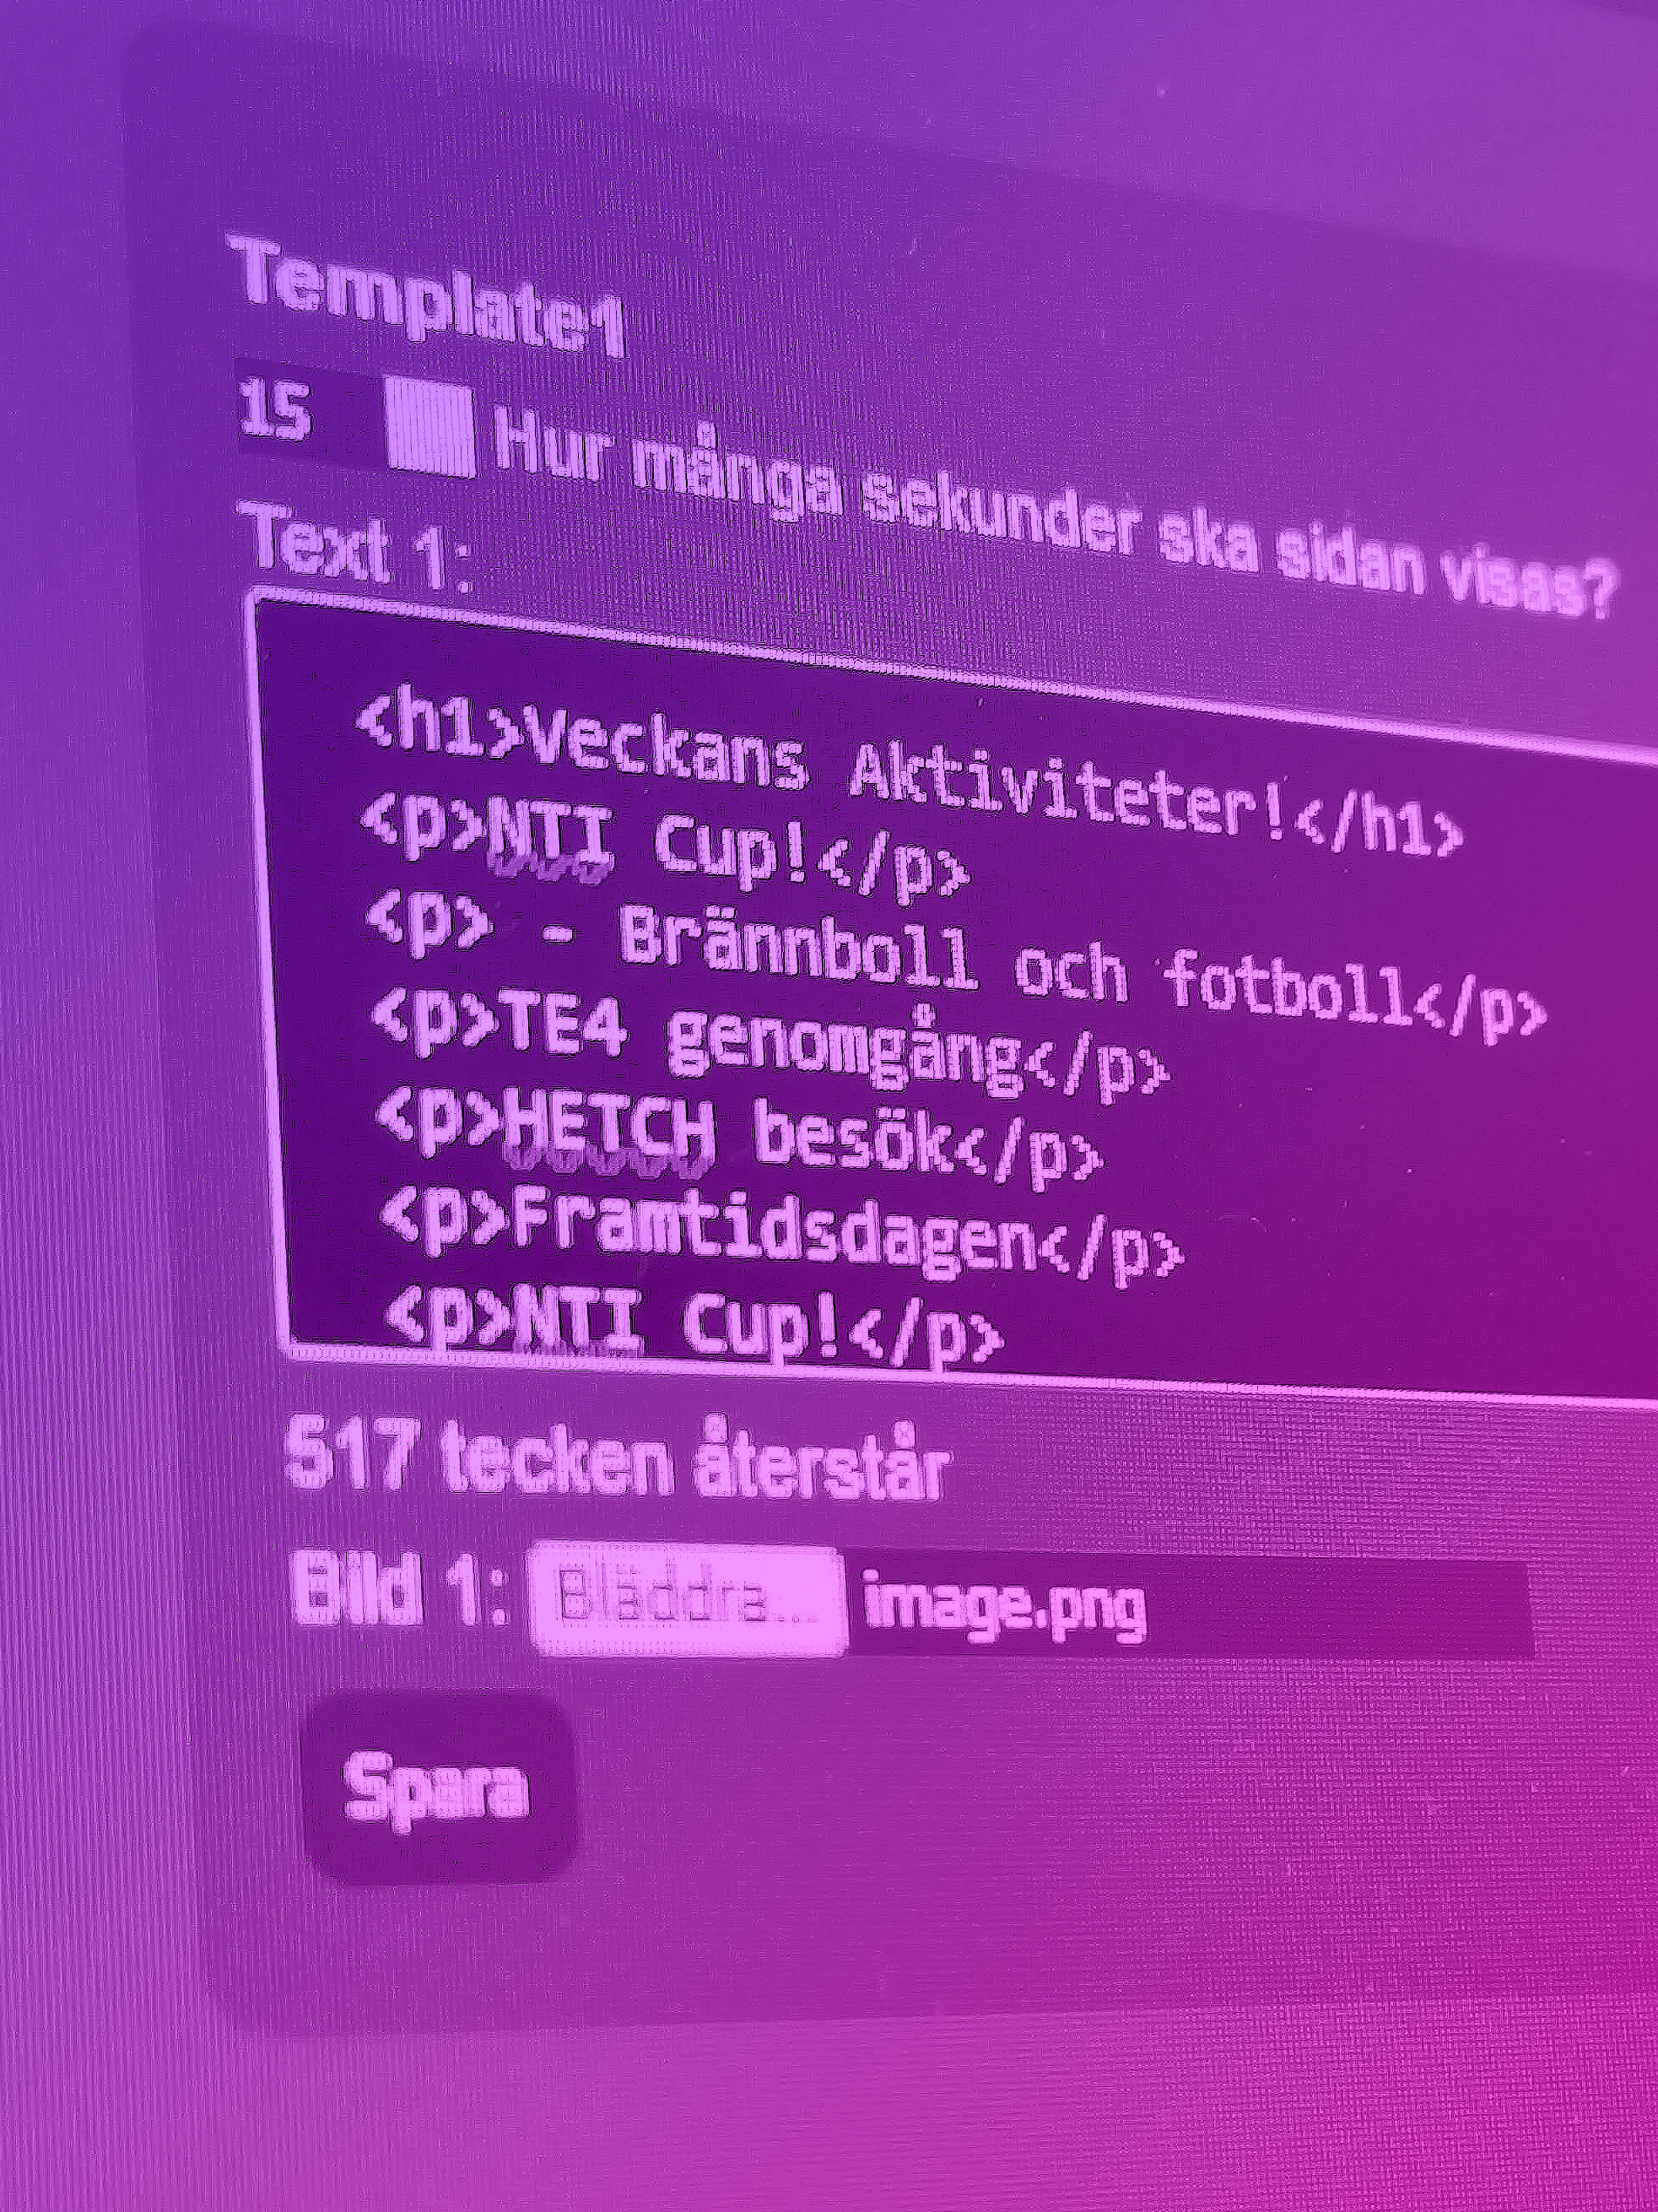 Template1
15 Hur många sekunder ska sidan visas?
Text 1:
<h1>Veckans Aktiviteter!</h1>
<p>NTI Cup!</p>
<p> - Brännboll och fotboll</p>
<p>TE4 genomgång</p>
<p>HETCH besök</p>
<p>Framtidsdagen</p>
<p>NTI Cup!</p>
517 tecken återstår
Bild 1: Bläddra... image.png
Spara